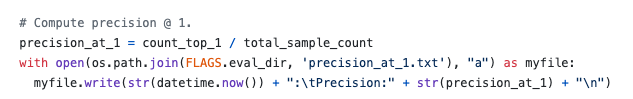 # Compute precision @ 1.
precision_at_1 = count_top_1 / total_sample_count
with open(os.path.join(FLAGS.eval_dir, 'precision_at_1.txt'), "a") as myfile:
  myfile.write(str(datetime.now()) + ":\tPrecision:" + str(precision_at_1) + "\n")